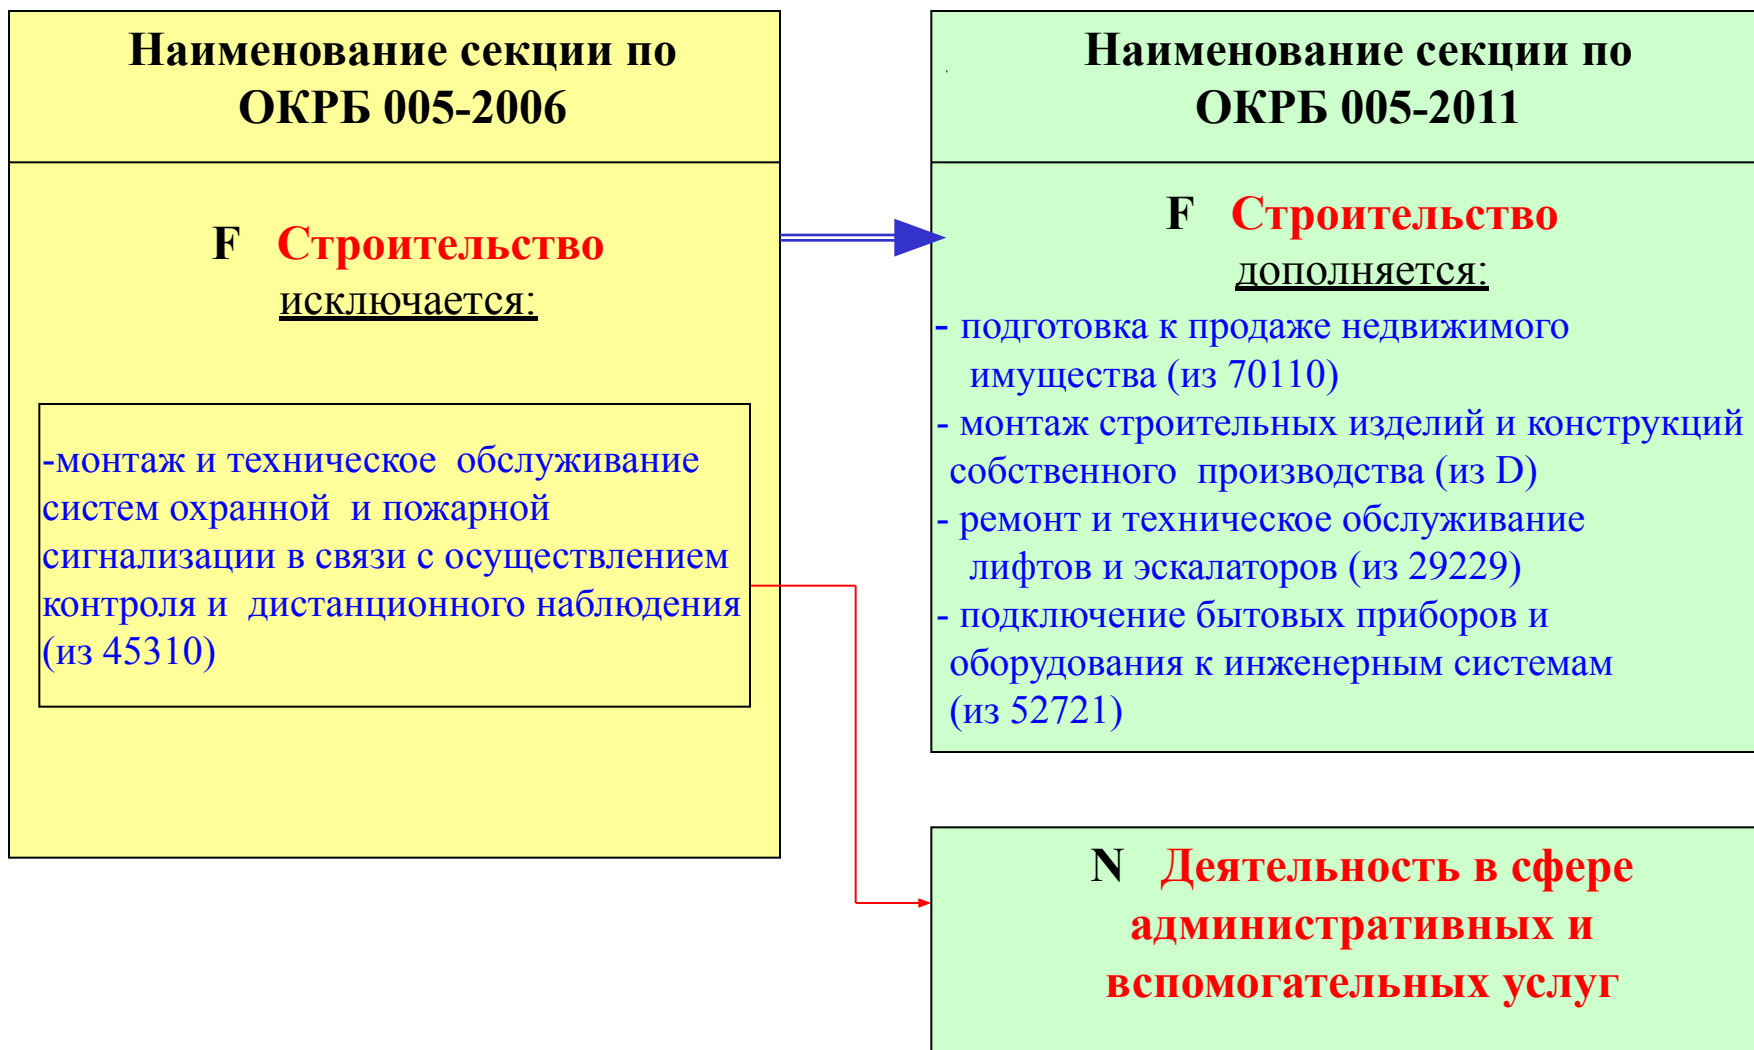 Наименование секции по
ОКРБ 005-2006
F Строительство
исключается:
-монтаж и техническое обслуживание
систем охранной и пожарной
сигнализации в связи с осуществлением
контроля и дистанционного наблюдения
(из 45310)
Наименование секции по
ОКРБ 005-2011
F Строительство
дополняется:
- подготовка к продаже недвижимого
имущества (из 70110)
- монтаж строительных изделий и конструкций
собственного производства (из D)
- ремонт и техническое обслуживание
лифтов и эскалаторов (из 29229)
- подключение бытовых приборов и
оборудования к инженерным системам
(из 52721)
N Деятельность в сфере
административных и
вспомогательных услуг